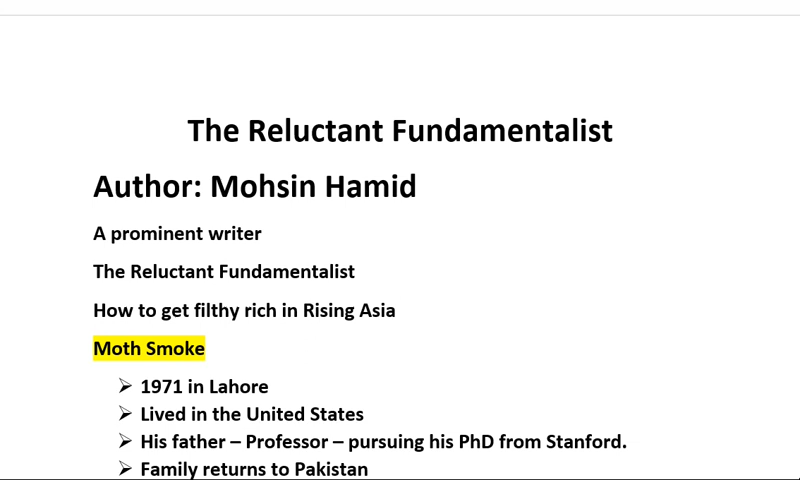 The Reluctant Fundamentalist
Author: Mohsin Hamid
A prominent writer
The Reluctant Fundamentalist
How to get filthy rich in Rising Asia
Moth Smoke
➢ 1971 in Lahore
➢ Lived in the United States
➢ His father – Professor – pursuing his PhD from Stanford.
➢ Family returns to Pakistan